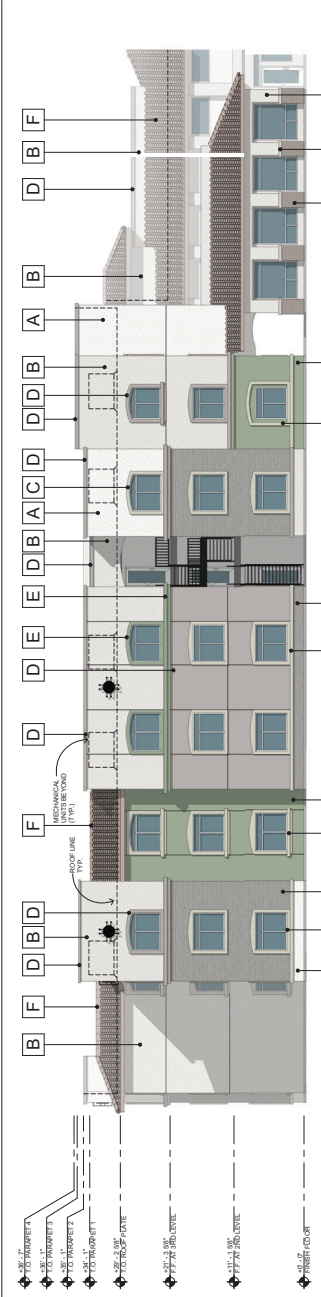 F
D
B
D
F
D
D
E
E
D
B
A
C
D
D
D
B
A
B
D
B
F
B
MECHANICAL
UNITS BEYOND
(TYP.)
ROOF LINE
TYP.
+36' - 7"
T.O. PARAPET 4
+36' - 1"
T.O. PARAPET 3
+35' - 1"
T.O. PARAPET 2
+34' - 1"
T.O. PARAPET 1
+29' - 2 5/8"
T.O. ROOF PLATE
+21' - 3 5/8"
F.F. AT 3RD LEVEL
+11' - 1 5/8"
F.F. AT 2ND LEVEL
+0' - 0"
FINISH FLOOR